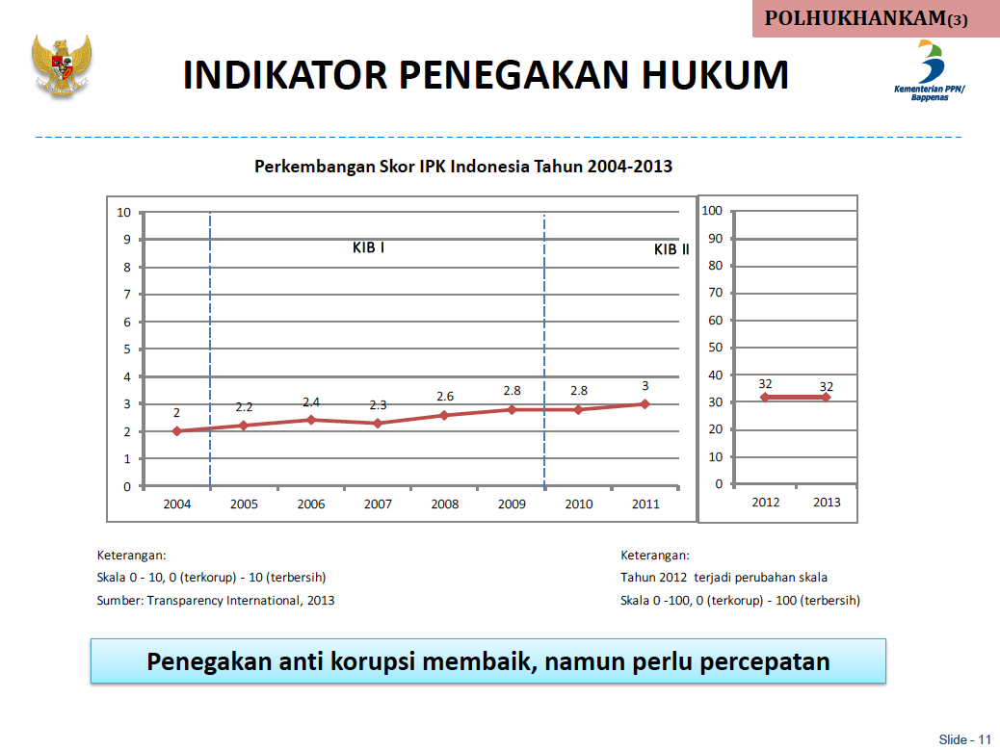 POLHUKHANKAM(3)
INDIKATOR PENEGAKAN HUKUM
Kementerian PPN/
Bappenas
Perkembangan Skor IPK Indonesia Tahun 2004-2013
10
9
8
7
6
5
4
3
2
1
0
KIB I
KIB II
2
2.2
2.4
2.3
2.6
2.8
2.8
3
2004 2005 2006 2007 2008 2009 2010 2011
100
90
80
70
60
50
40
30
20
10
0
32 32
2012 2013
Keterangan:
Skala 0 - 10, 0 (terkorup) - 10 (terbersih)
Sumber: Transparency International, 2013
Keterangan:
Tahun 2012 terjadi perubahan skala
Skala 0 -100, 0 (terkorup) - 100 (terbersih)
Penegakan anti korupsi membaik, namun perlu percepatan
Slide - 11